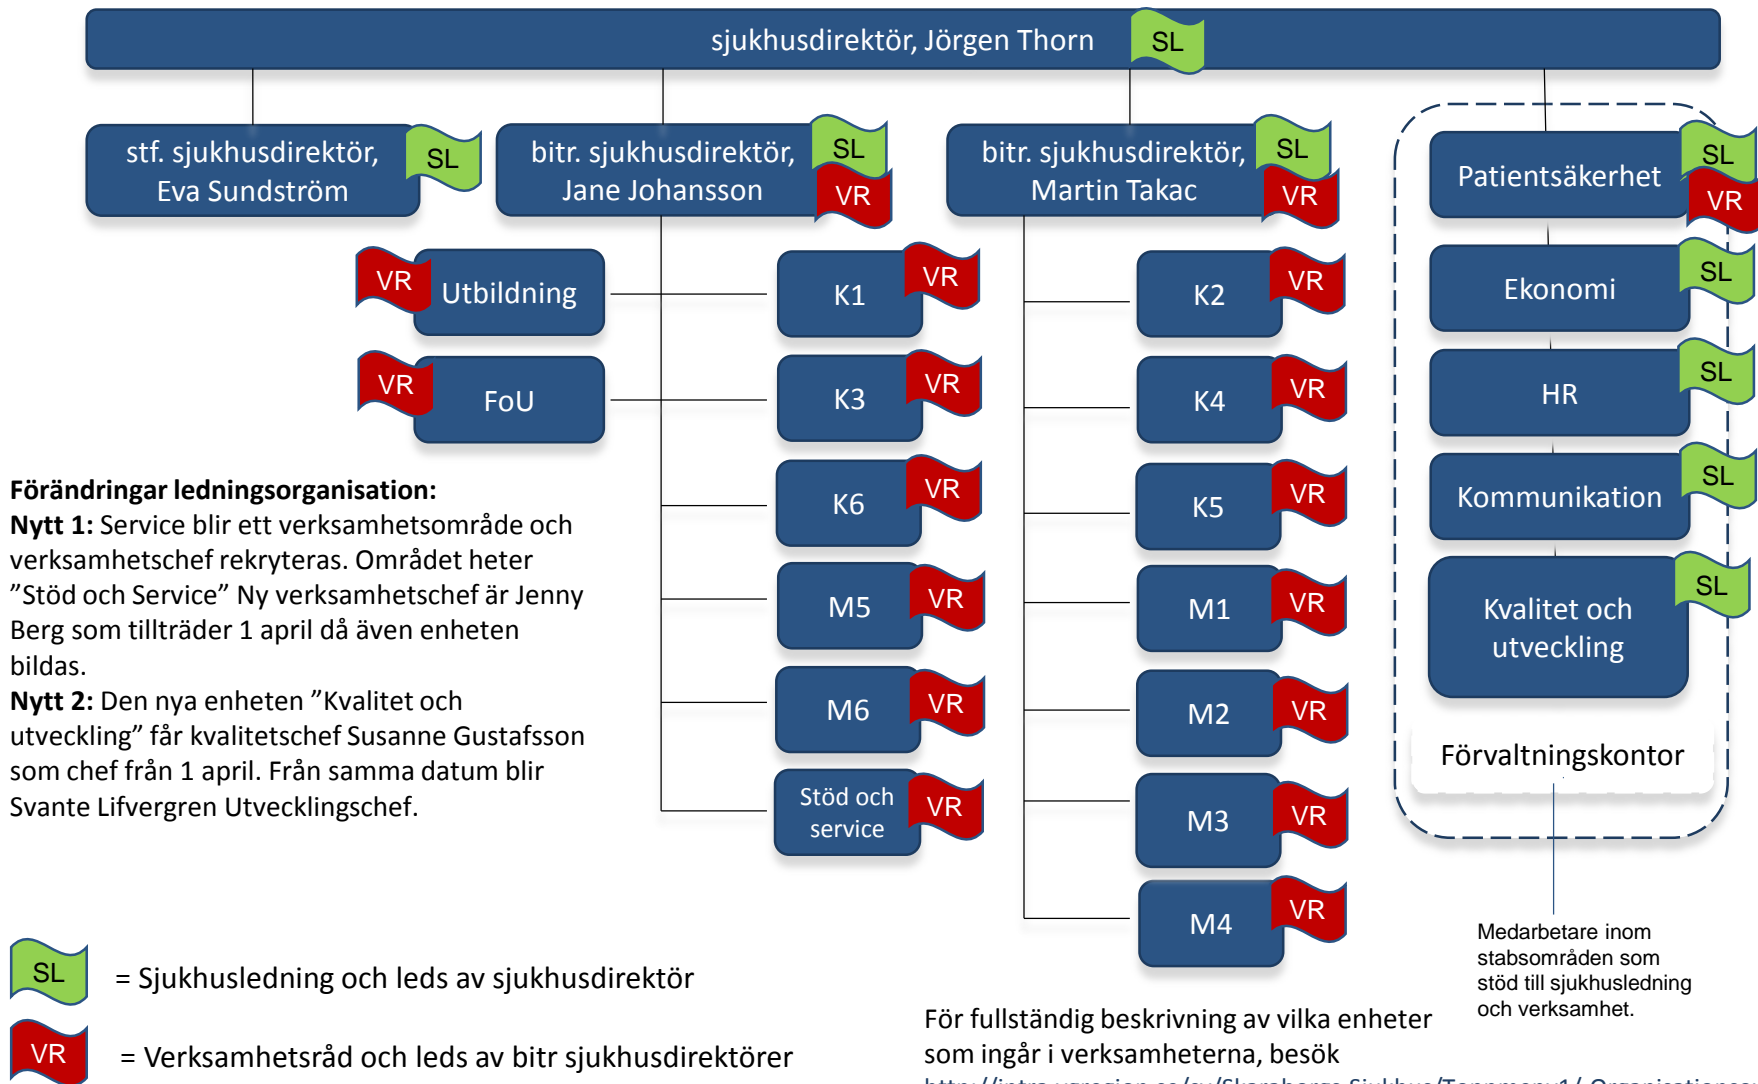 sjukhusdirektör, Jörgen Thorn
SL
stf. sjukhusdirektör,
Eva Sundström
SL
bitr. sjukhusdirektör,
Jane Johansson
SL
VR
bitr. sjukhusdirektör,
Martin Takac
SL
VR
Patientsäkerhet
SL
VR
VR
Utbildning
K1
VR
K2
VR
Ekonomi
SL
VR
FoU
K3
VR
K4
VR
HR
SL
K6
VR
K5
VR
Kommunikation
SL
M5
VR
M1
VR
Kvalitet och
utveckling
SL
M6
VR
M2
VR
Förvaltningskontor
Stöd och
service
VR
M3
VR
M4
VR
Medarbetare inom
stabsområden som
stöd till sjukhusledning
och verksamhet.
Förändringar ledningsorganisation:
Nytt 1: Service blir ett verksamhetsområde och
verksamhetschef rekryteras. Området heter
”Stöd och Service” Ny verksamhetschef är Jenny
Berg som tillträder 1 april då även enheten
bildas.
Nytt 2: Den nya enheten ”Kvalitet och
utveckling” får kvalitetschef Susanne Gustafsson
som chef från 1 april. Från samma datum blir
Svante Lifvergren Utvecklingschef.
SL
= Sjukhusledning och leds av sjukhusdirektör
VR
= Verksamhetsråd och leds av bitr sjukhusdirektörer
För fullständig beskrivning av vilka enheter
som ingår i verksamheterna, besök